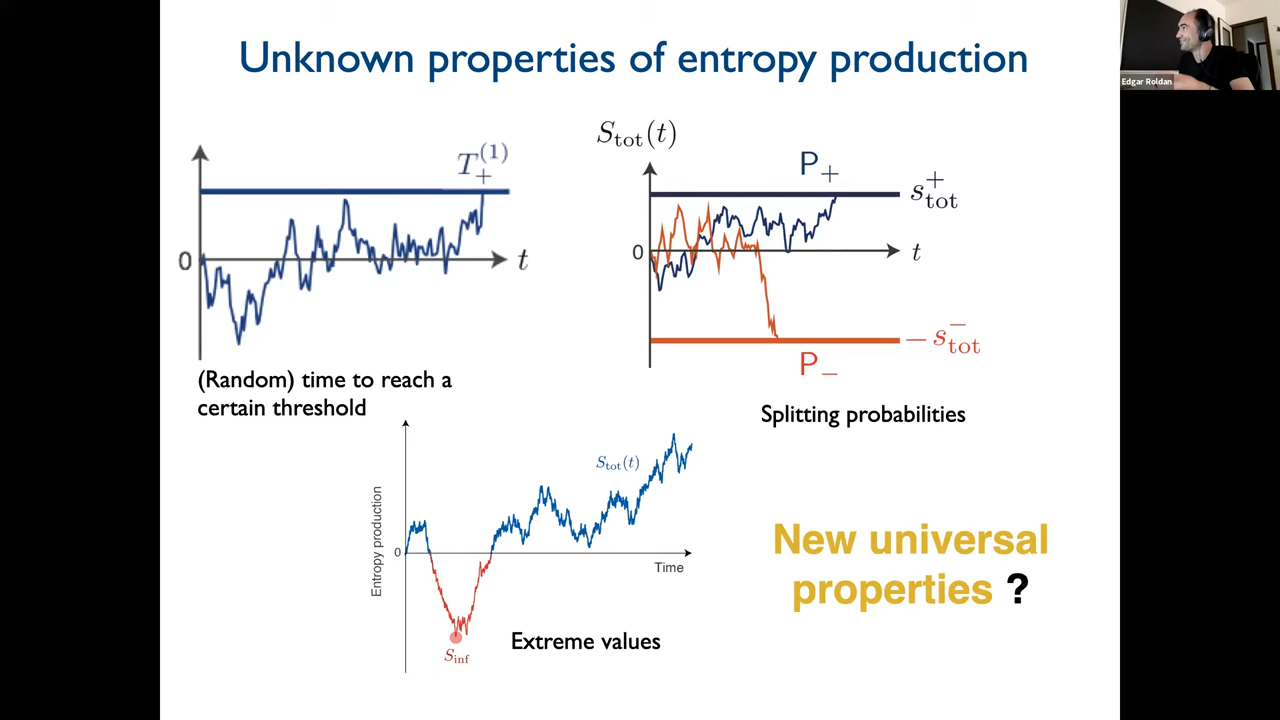 Unknown properties of entropy production
Edgar Roldan
T₊⁽¹⁾
0
t
(Random) time to reach a
certain threshold
S_tot(t)
P₊
s⁺_tot
0
t
− s⁻_tot
P₋
Splitting probabilities
Entropy production
S_tot(t)
0
Time
S_inf
Extreme values
New universal
properties ?